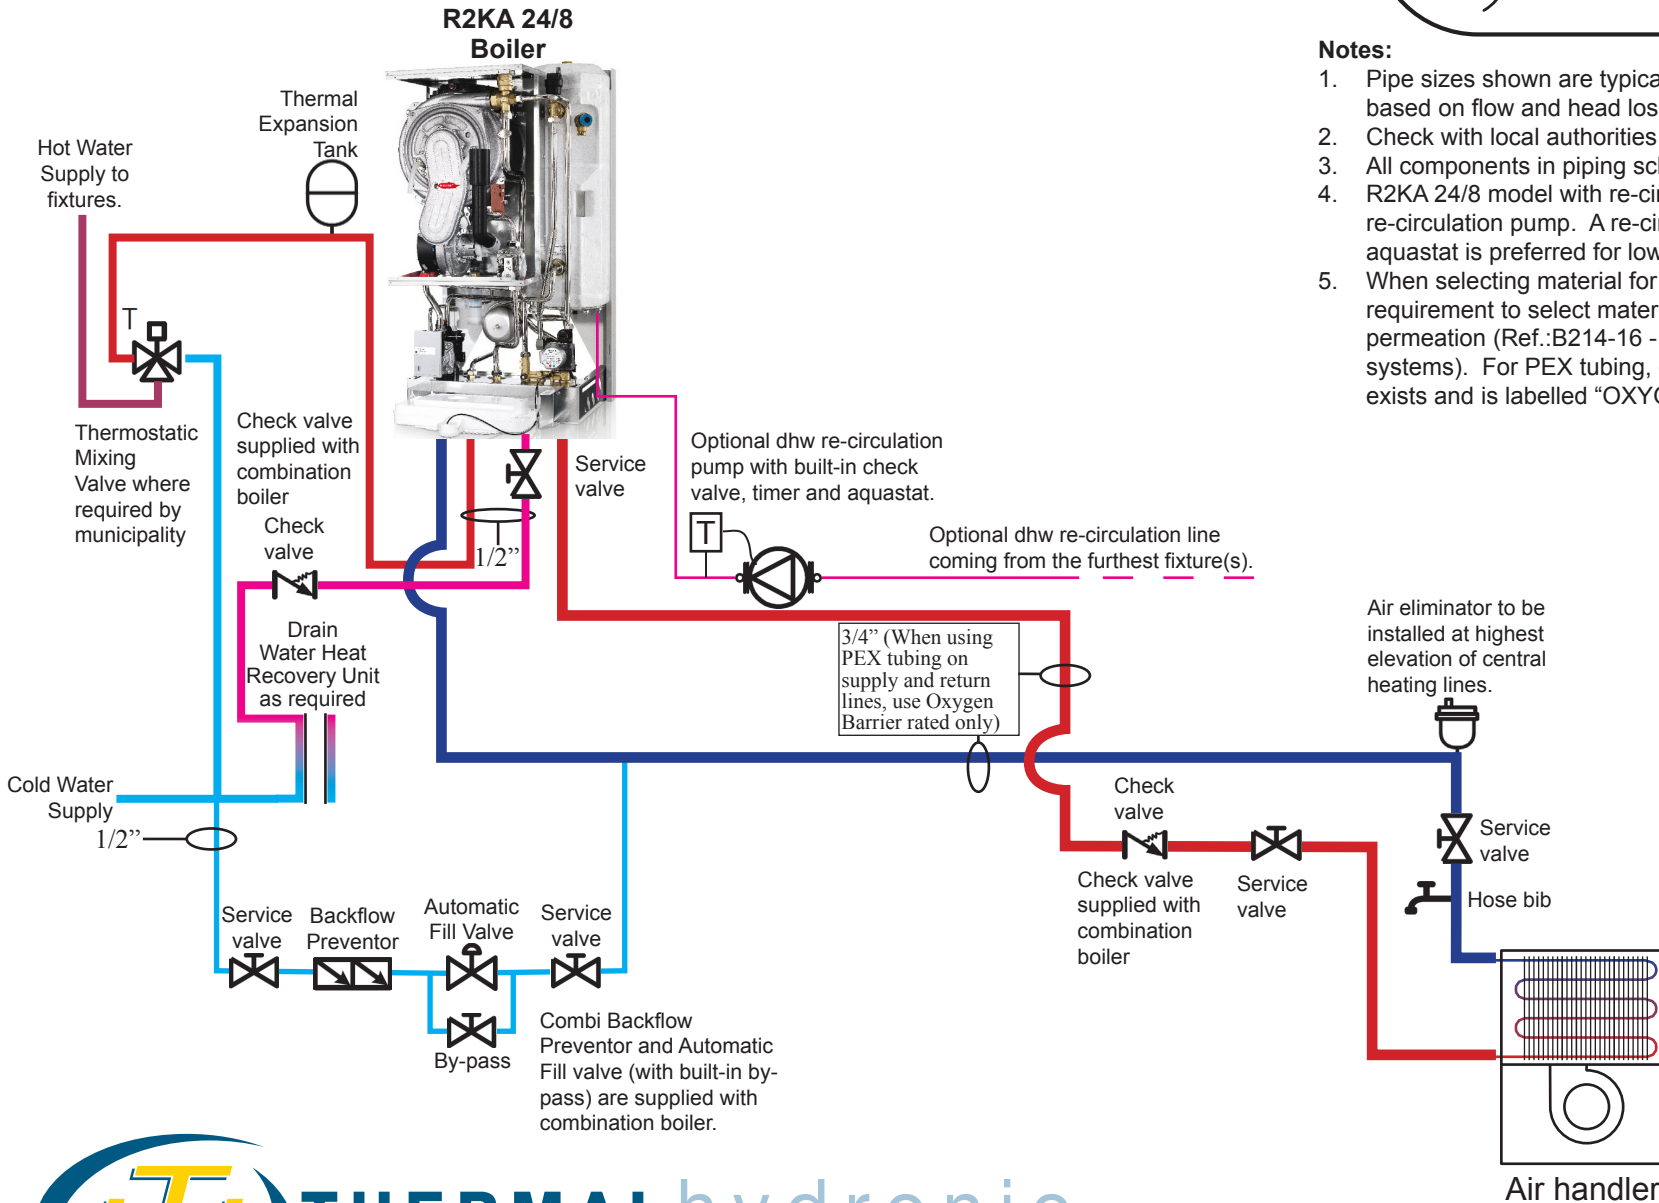 R2KA 24/8
Boiler
Thermal
Expansion
Tank
Hot Water
Supply to
fixtures.
T
Thermostatic
Mixing
Valve where
required by
municipality
Check valve
supplied with
combination
boiler
Check
valve
1/2”
Service
valve
Optional dhw re-circulation
pump with built-in check
valve, timer and aquastat.
T
Optional dhw re-circulation line
coming from the furthest fixture(s).
Drain
Water Heat
Recovery Unit
as required
3/4” (When using
PEX tubing on
supply and return
lines, use Oxygen
Barrier rated only)
Air eliminator to be
installed at highest
elevation of central
heating lines.
Cold Water
Supply
1/2”
Check
valve
Check valve
supplied with
combination
boiler
Service
valve
Service
valve
Hose bib
Service
valve
Backflow
Preventor
Automatic
Fill Valve
Service
valve
By-pass
Combi Backflow
Preventor and Automatic
Fill valve (with built-in by-
pass) are supplied with
combination boiler.
Air handler
Notes:
1. Pipe sizes shown are typica
based on flow and head los
2. Check with local authorities
3. All components in piping scl
4. R2KA 24/8 model with re-cir
re-circulation pump. A re-cir
aquastat is preferred for low
5. When selecting material for
requirement to select mater
permeation (Ref.:B214-16 -
systems). For PEX tubing,
exists and is labelled “OXYG
THERMAL hydronic